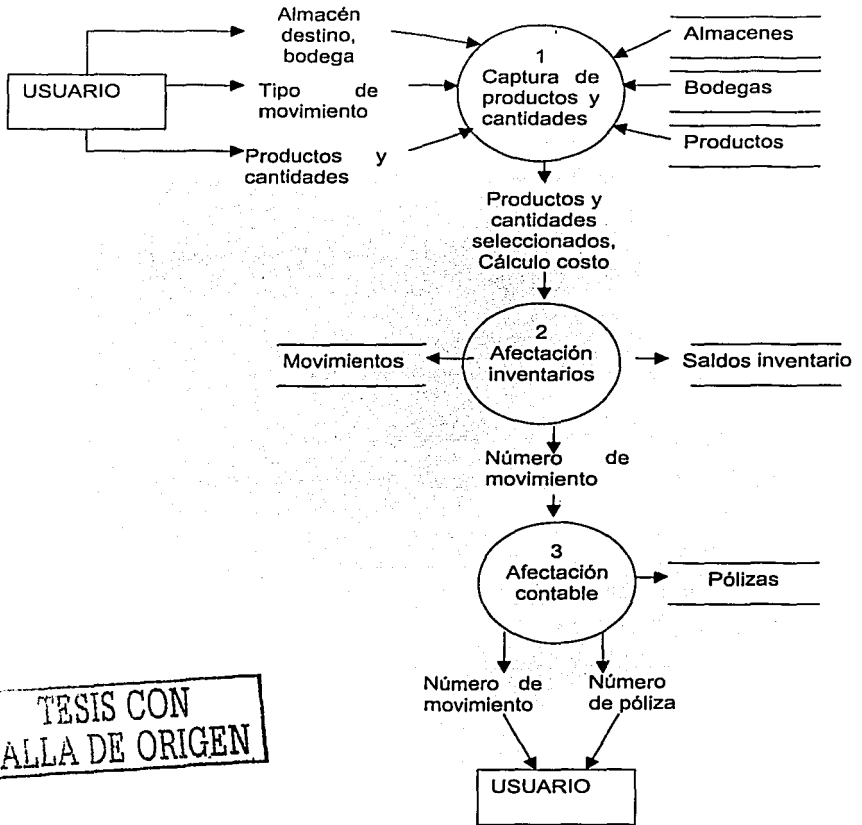 Almacén
destino,
bodega
USUARIO
Tipo de
movimiento
Productos y
cantidades
1
Captura de
productos y
cantidades
Almacenes
Bodegas
Productos
Productos y
cantidades
seleccionados,
Cálculo costo
2
Afectación
inventarios
Movimientos
Saldos inventario
Número de
movimiento
3
Afectación
contable
Pólizas
Número de
movimiento
Número
de póliza
USUARIO
TESIS CON
ALLA DE ORIGEN